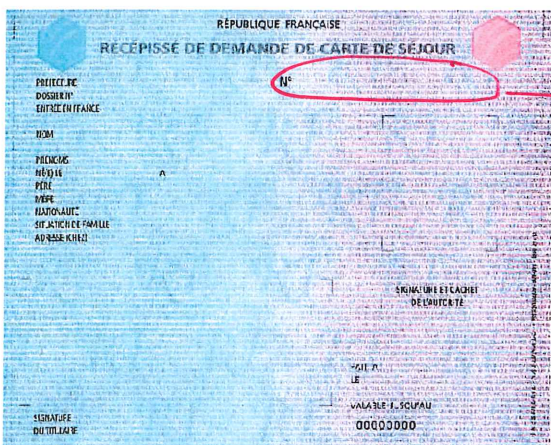 RÉPUBLIQUE FRANÇAISE
RÉCÉPISSÉ DE DEMANDE DE CARTE DE SÉJOUR
PRÉFECTURE
N°
DOSSIER N°
ENTRÉE EN FRANCE
NOM
PRÉNOMS
NÉ(E) LE A
PÈRE
MÈRE
NATIONALITÉ
SITUATION DE FAMILLE
ADRESSE (CHEZ)
SIGNATURE ET CACHET
DE L'AUTORITÉ
FAIT A
LE
VALABLE JUSQU'AU
SIGNATURE
DU TITULAIRE
00000000